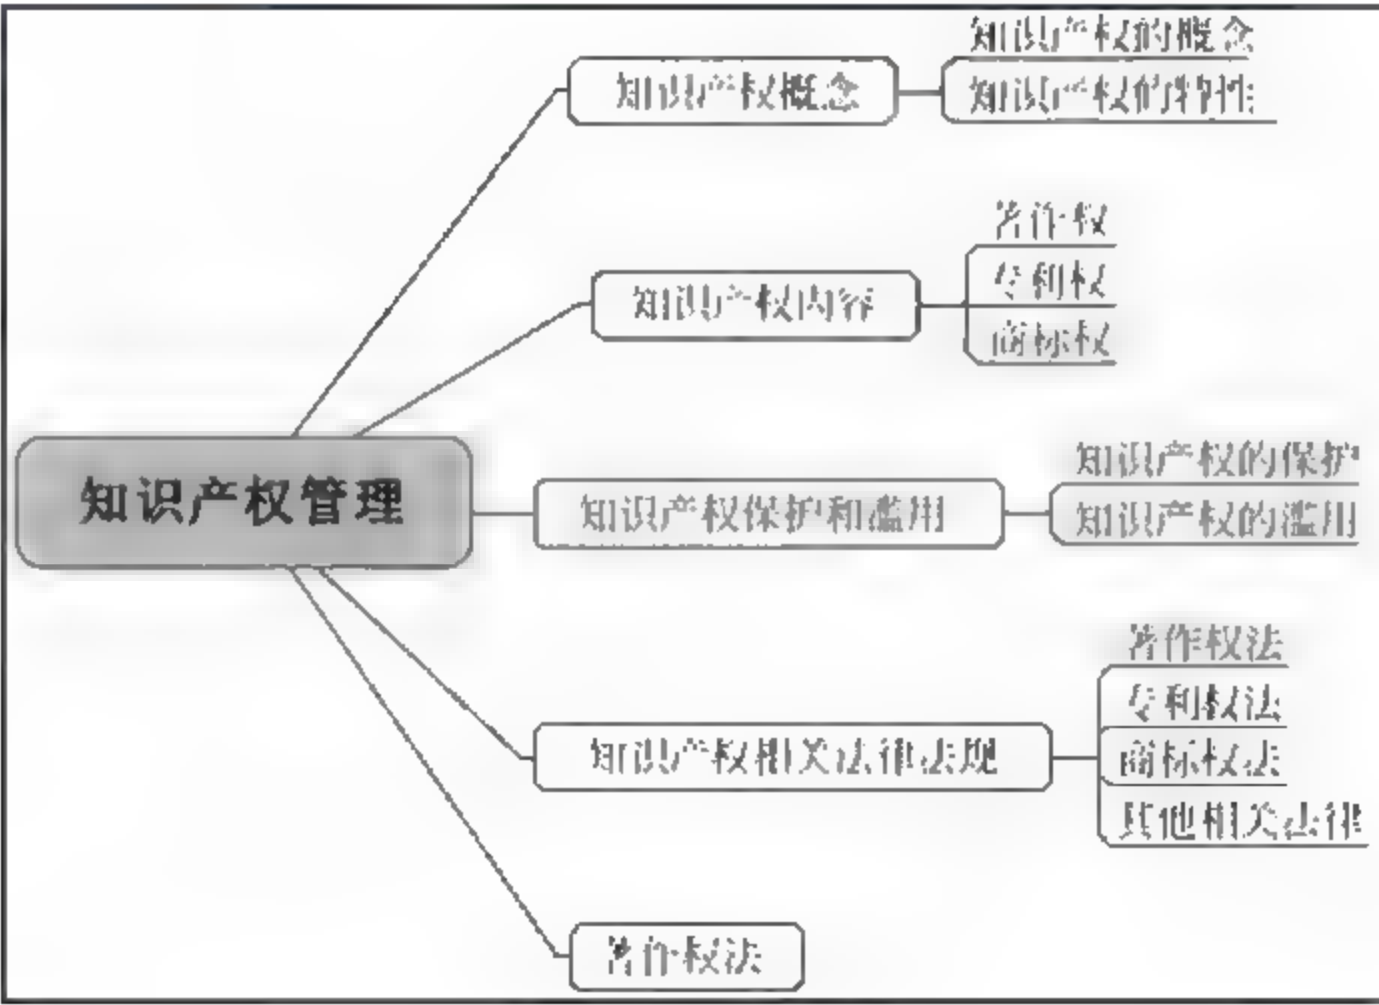 知识产权管理
知识产权概念
知识产权的概念
知识产权的特性
知识产权内容
著作权
专利权
商标权
知识产权保护和滥用
知识产权的保护
知识产权的滥用
知识产权相关法律法规
著作权法
专利权法
商标权法
其他相关法律
著作权法